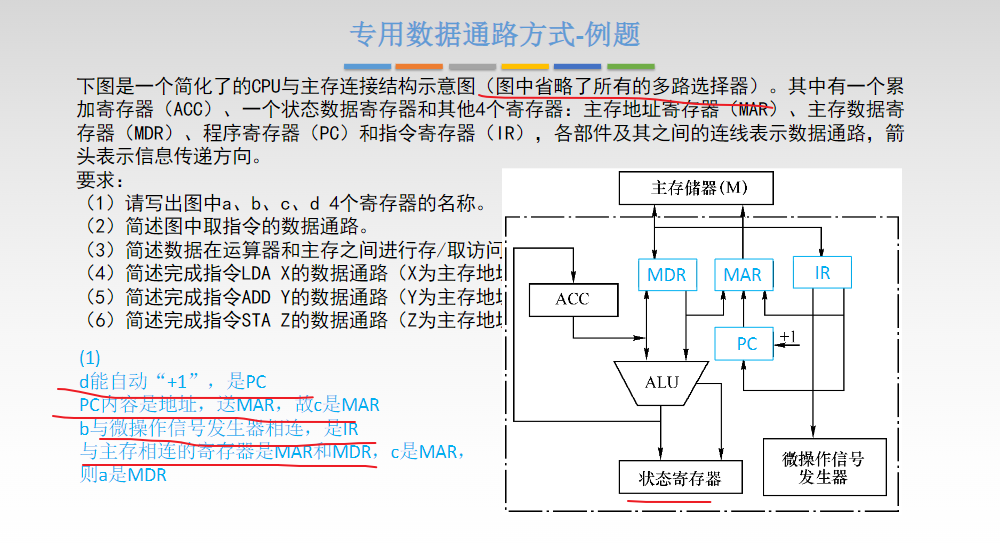 专用数据通路方式-例题
下图是一个简化了的CPU与主存连接结构示意图（图中省略了所有的多路选择器）。其中有一个累
加寄存器（ACC）、一个状态数据寄存器和其他4个寄存器：主存地址寄存器（MAR）、主存数据寄
存器（MDR）、程序寄存器（PC）和指令寄存器（IR），各部件及其之间的连线表示数据通路，箭
头表示信息传递方向。
要求：
（1）请写出图中a、b、c、d 4个寄存器的名称。
（2）简述图中取指令的数据通路。
（3）简述数据在运算器和主存之间进行存/取访问
（4）简述完成指令LDA X的数据通路（X为主存地址
（5）简述完成指令ADD Y的数据通路（Y为主存地址
（6）简述完成指令STA Z的数据通路（Z为主存地址
主存储器(M)
MDR
MAR
IR
ACC
PC
+1
ALU
状态寄存器
微操作信号
发生器
(1)
d能自动“+1”，是PC
PC内容是地址，送MAR，故c是MAR
b与微操作信号发生器相连，是IR
与主存相连的寄存器是MAR和MDR，c是MAR，
则a是MDR